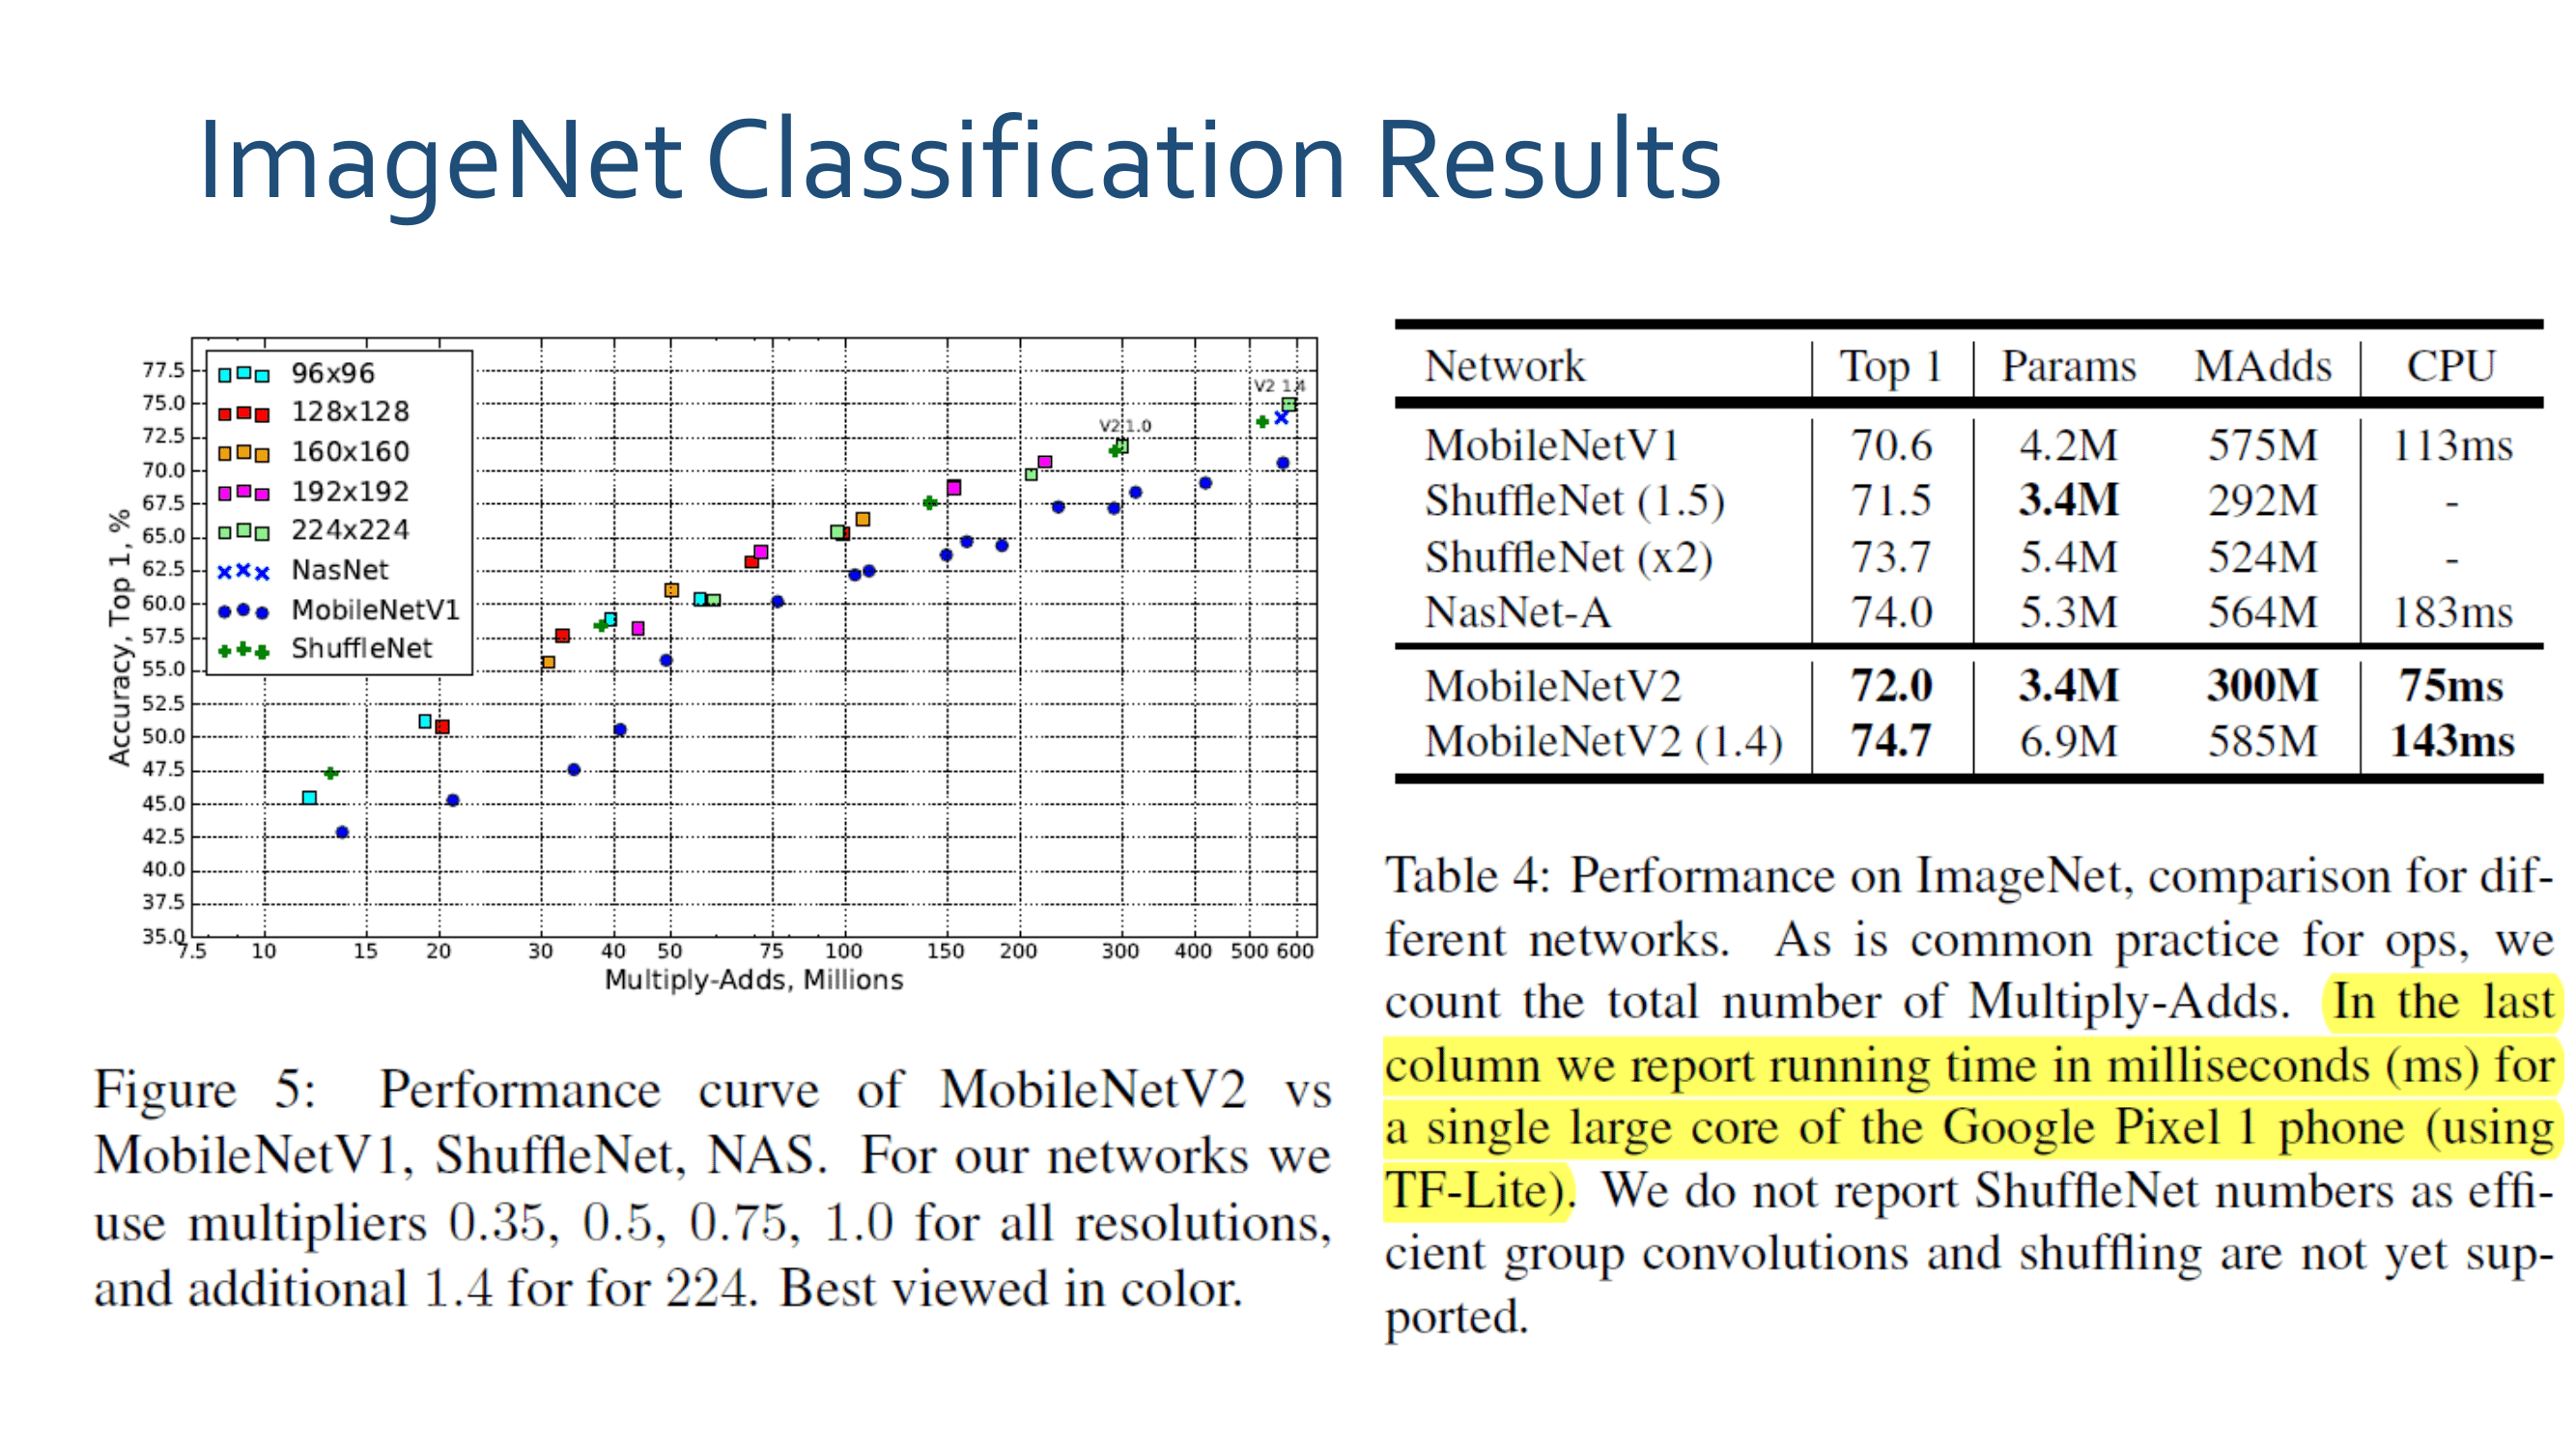 ImageNet Classification Results
77.5
75.0
72.5
70.0
67.5
65.0
62.5
60.0
57.5
55.0
52.5
50.0
47.5
45.0
42.5
40.0
37.5
35.0
Accuracy, Top 1, %
96x96
128x128
160x160
192x192
224x224
NasNet
MobileNetV1
ShuffleNet
V2 1.0
V2 1.4
7.5 10 15 20 30 40 50 75 100 150 200 300 400 500 600
Multiply-Adds, Millions
Figure 5: Performance curve of MobileNetV2 vs
MobileNetV1, ShuffleNet, NAS. For our networks we
use multipliers 0.35, 0.5, 0.75, 1.0 for all resolutions,
and additional 1.4 for for 224. Best viewed in color.
Network Top 1 Params MAdds CPU
MobileNetV1 70.6 4.2M 575M 113ms
ShuffleNet (1.5) 71.5 3.4M 292M -
ShuffleNet (x2) 73.7 5.4M 524M -
NasNet-A 74.0 5.3M 564M 183ms
MobileNetV2 72.0 3.4M 300M 75ms
MobileNetV2 (1.4) 74.7 6.9M 585M 143ms
Table 4: Performance on ImageNet, comparison for dif-
ferent networks. As is common practice for ops, we
count the total number of Multiply-Adds. In the last
column we report running time in milliseconds (ms) for
a single large core of the Google Pixel 1 phone (using
TF-Lite). We do not report ShuffleNet numbers as effi-
cient group convolutions and shuffling are not yet sup-
ported.